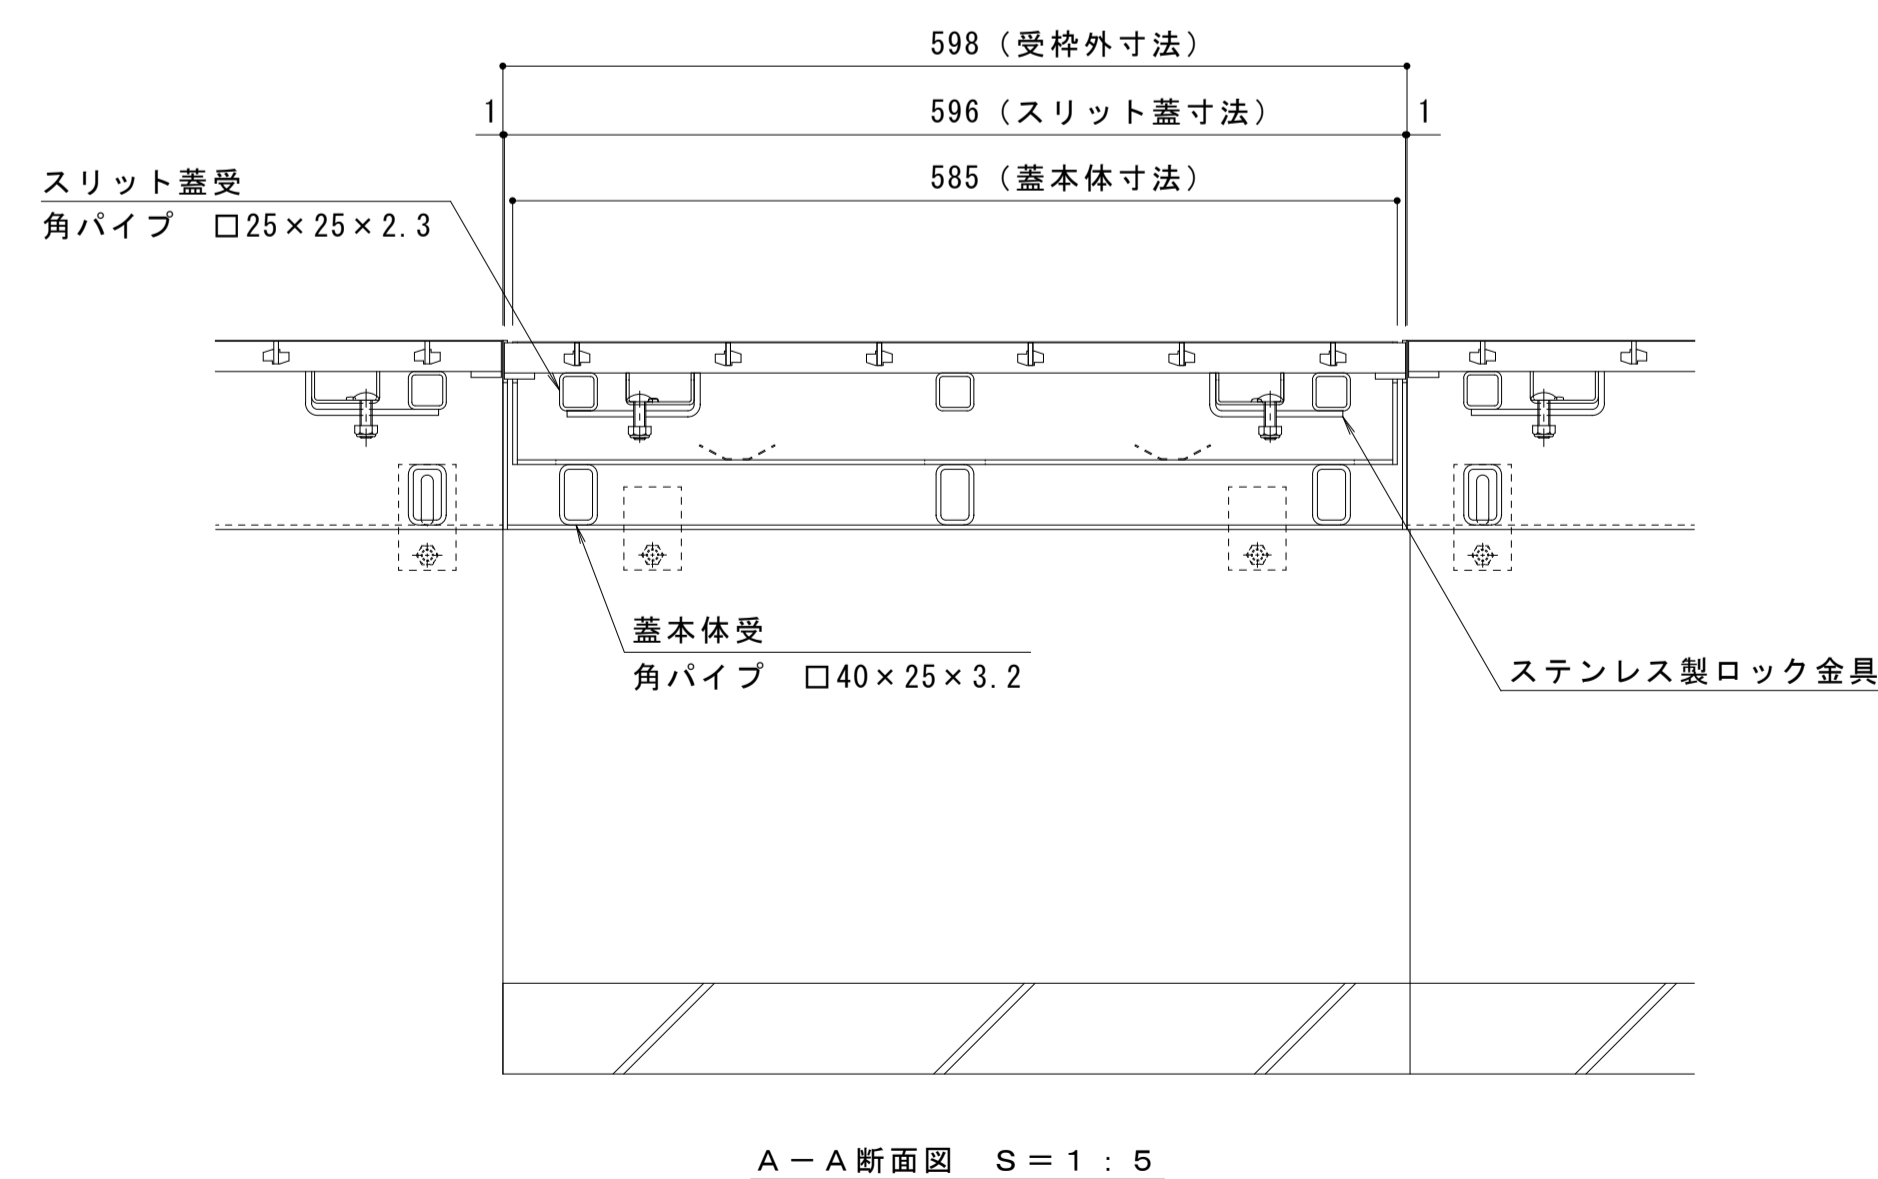 598（受枠外寸法）
1
596（スリット蓋寸法）
1
585（蓋本体寸法）
スリット蓋受
角パイプ　□25×25×2.3
蓋本体受
角パイプ　□40×25×3.2
ステンレス製ロック金具
Ａ－Ａ断面図　Ｓ＝１：５